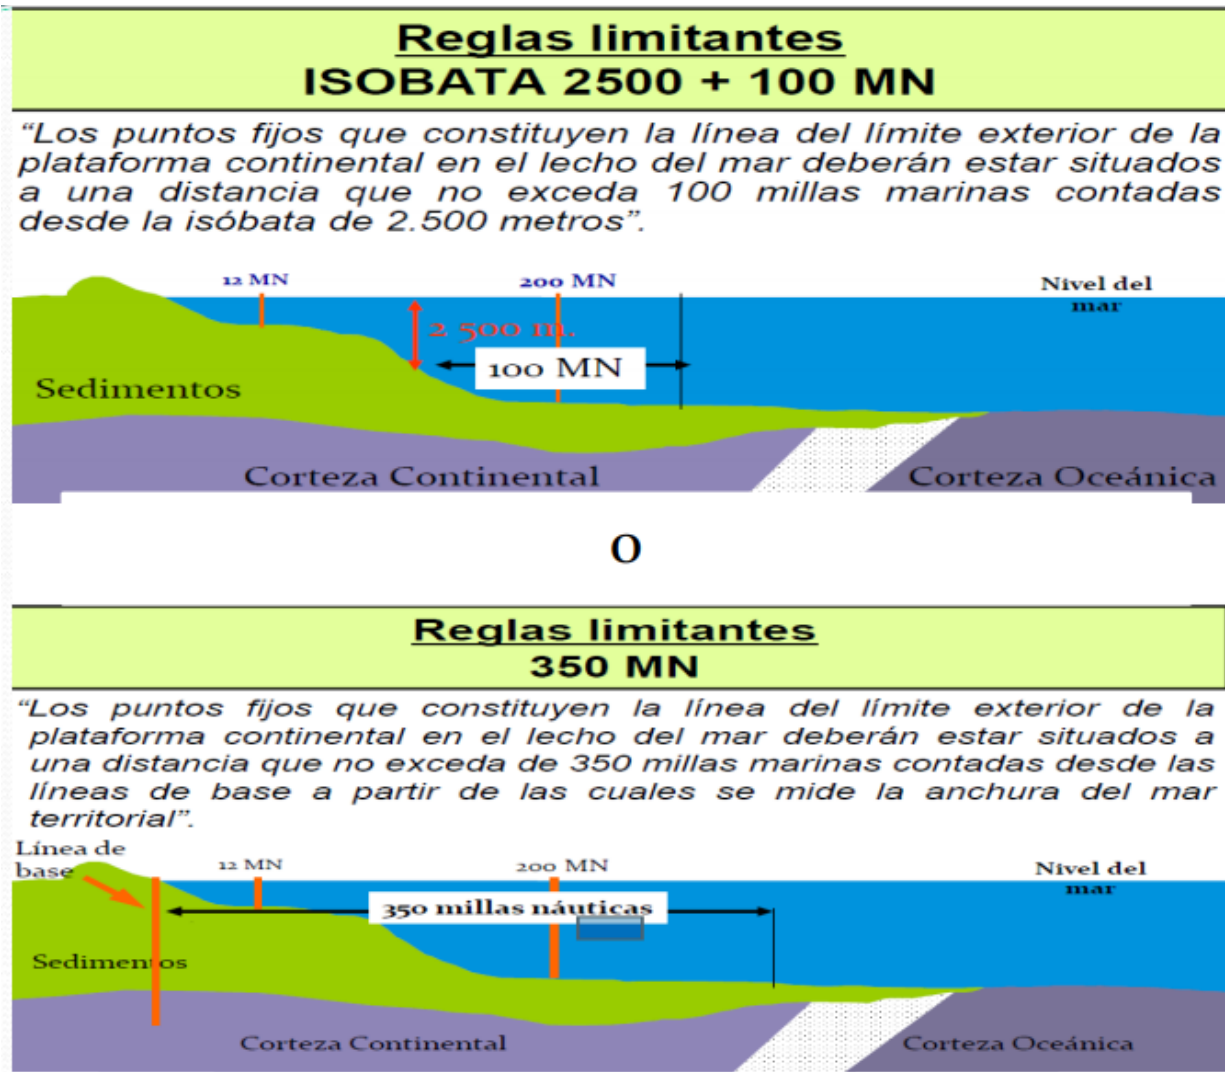 Reglas limitantes
ISOBATA 2500 + 100 MN
“Los puntos fijos que constituyen la línea del límite exterior de la
plataforma continental en el lecho del mar deberán estar situados
a una distancia que no exceda 100 millas marinas contadas
desde la isóbata de 2.500 metros”.
12 MN
200 MN
Nivel del
mar
2 500 m.
100 MN
Sedimentos
Corteza Continental
Corteza Oceánica
O
Reglas limitantes
350 MN
“Los puntos fijos que constituyen la línea del límite exterior de la
plataforma continental en el lecho del mar deberán estar situados a
una distancia que no exceda de 350 millas marinas contadas desde las
líneas de base a partir de las cuales se mide la anchura del mar
territorial”.
Línea de
base
12 MN
200 MN
Nivel del
mar
350 millas náuticas
Sedimentos
Corteza Continental
Corteza Oceánica